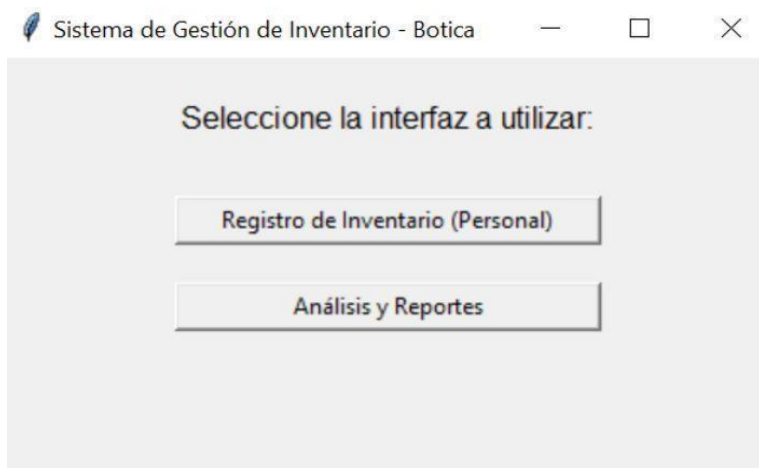 Sistema de Gestión de Inventario - Botica
Seleccione la interfaz a utilizar:
Registro de Inventario (Personal)
Análisis y Reportes